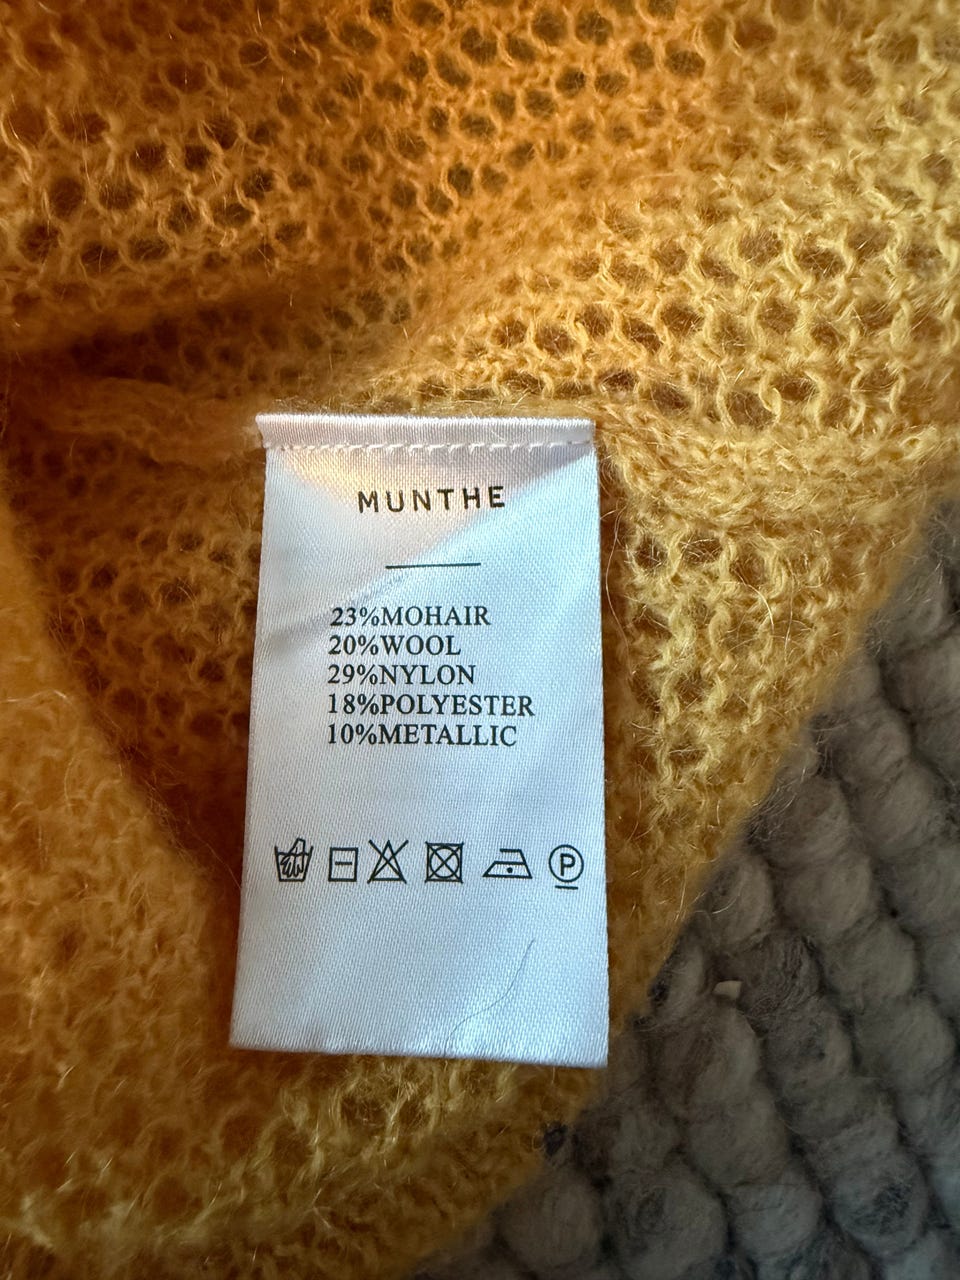 MUNTHE
23%MOHAIR
20%WOOL
29%NYLON
18%POLYESTER
10%METALLIC
P